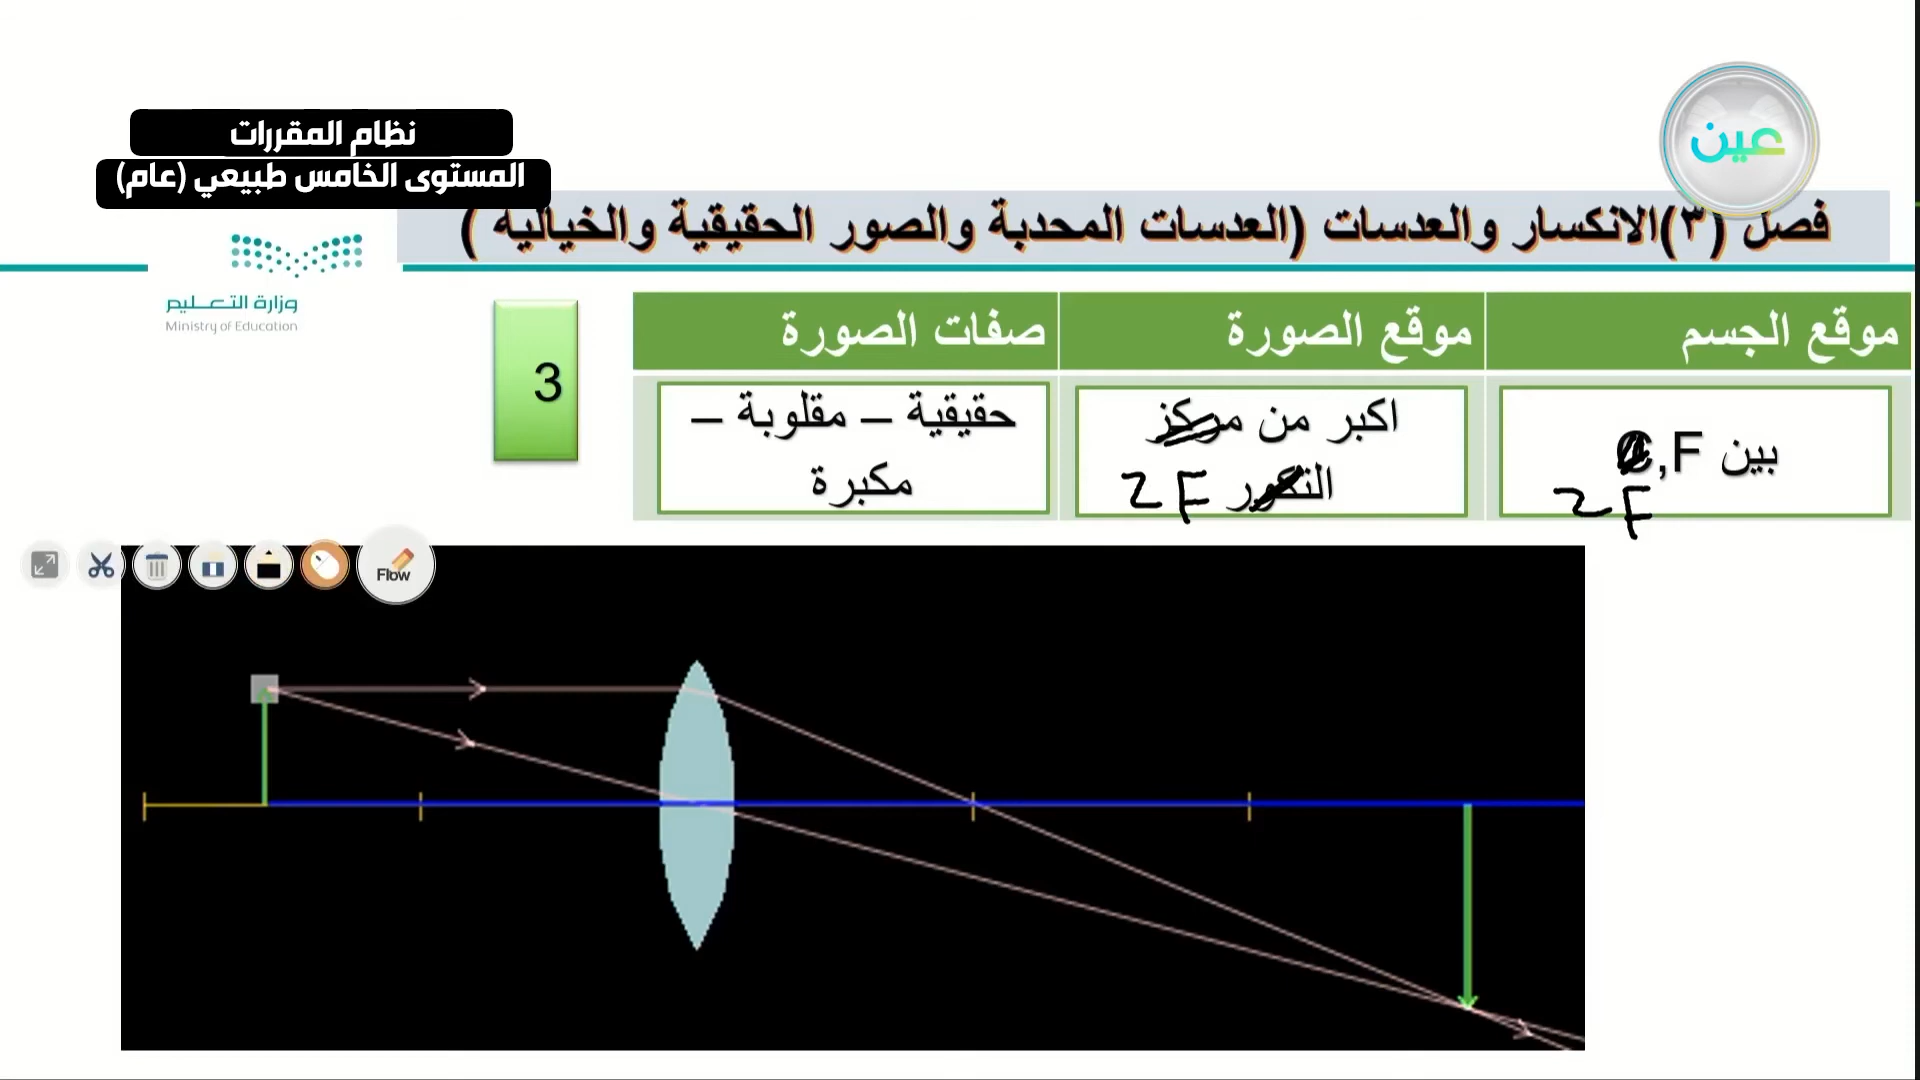 عين
نظام المقررات
المستوى الخامس طبيعي (عام)
فصل (٣)الانكسار والعدسات (العدسات المحدبة والصور الحقيقية والخيالية )
وزارة التعليم
Ministry of Education
موقع الجسم
موقع الصورة
صفات الصورة
3
بين C,F
2F
اكبر من مركز
التكور 2F
حقيقية – مقلوبة –
مكبرة
Flow